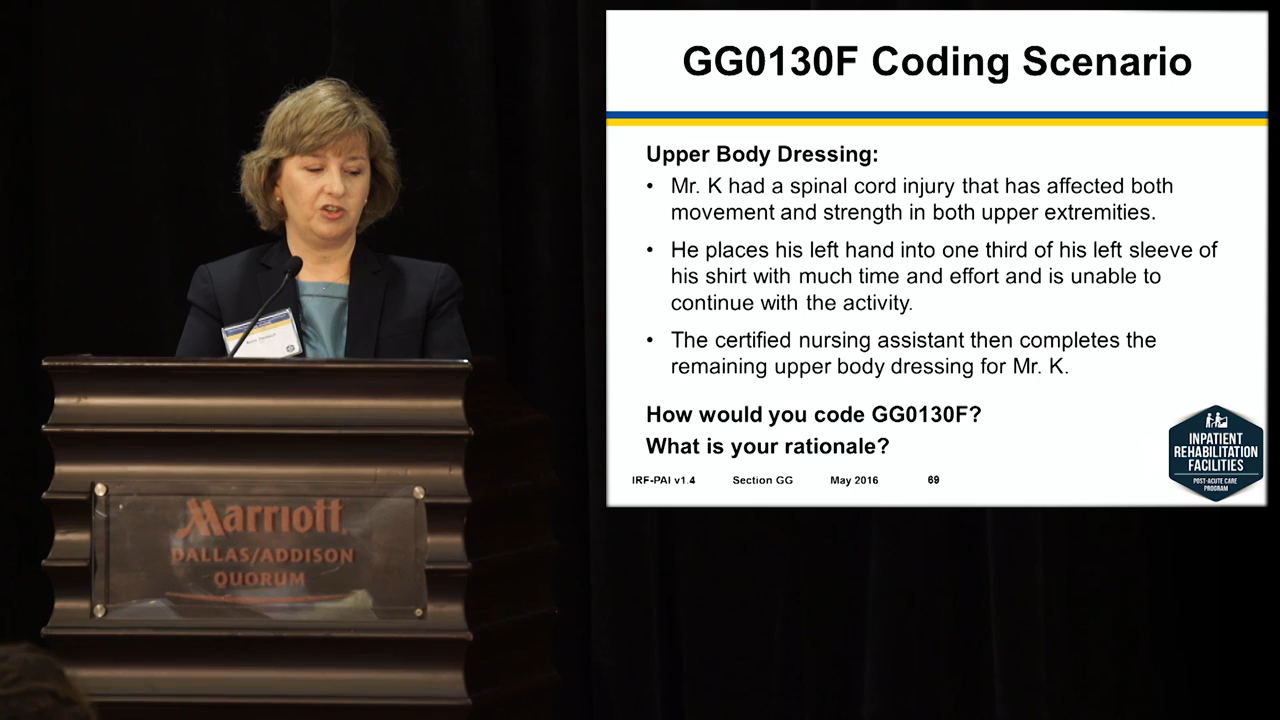 GG0130F Coding Scenario
Upper Body Dressing:
• Mr. K had a spinal cord injury that has affected both
movement and strength in both upper extremities.
• He places his left hand into one third of his left sleeve of
his shirt with much time and effort and is unable to
continue with the activity.
• The certified nursing assistant then completes the
remaining upper body dressing for Mr. K.
How would you code GG0130F?
What is your rationale?
IRF-PAI v1.4 Section GG May 2016 69
INPATIENT
REHABILITATION
FACILITIES
POST-ACUTE CARE
PROGRAM
Marriott
DALLAS/ADDISON
QUORUM